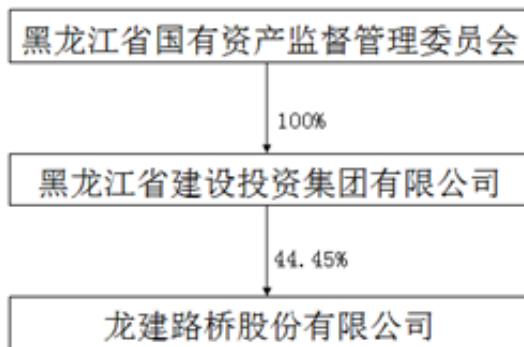 黑龙江省国有资产监督管理委员会
100%
黑龙江省建设投资集团有限公司
44.45%
龙建路桥股份有限公司